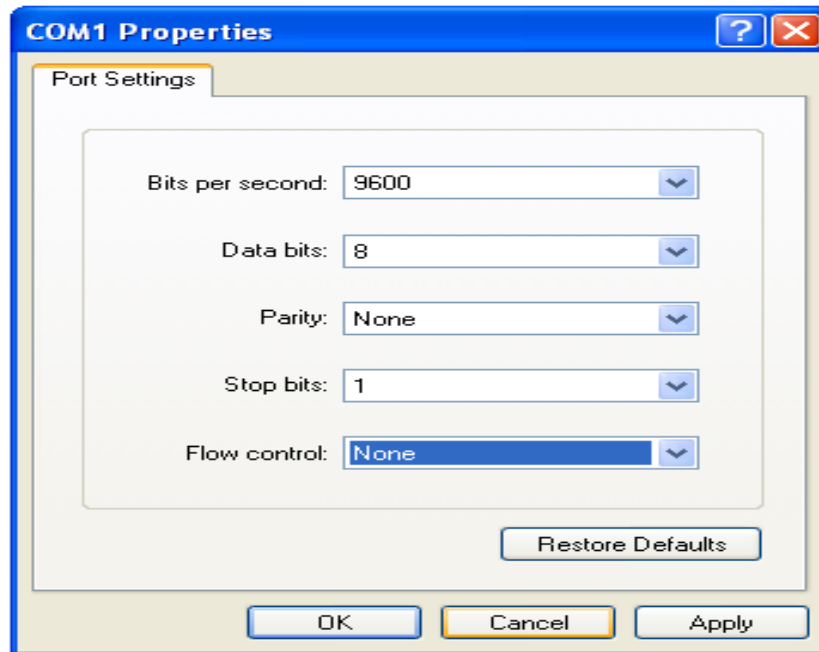 COM1 Properties
Port Settings
Bits per second: 9600
Data bits: 8
Parity: None
Stop bits: 1
Flow control: None
Restore Defaults
OK Cancel Apply